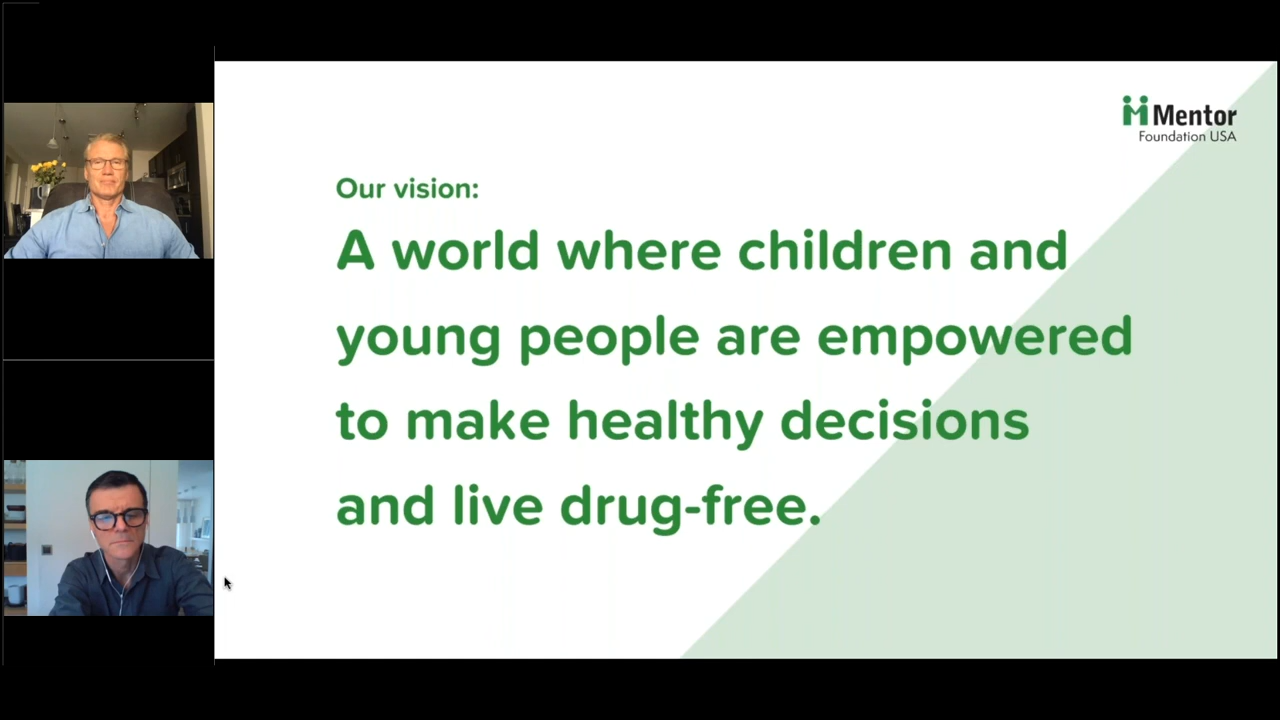 Mentor
Foundation USA
Our vision:
A world where children and
young people are empowered
to make healthy decisions
and live drug-free.